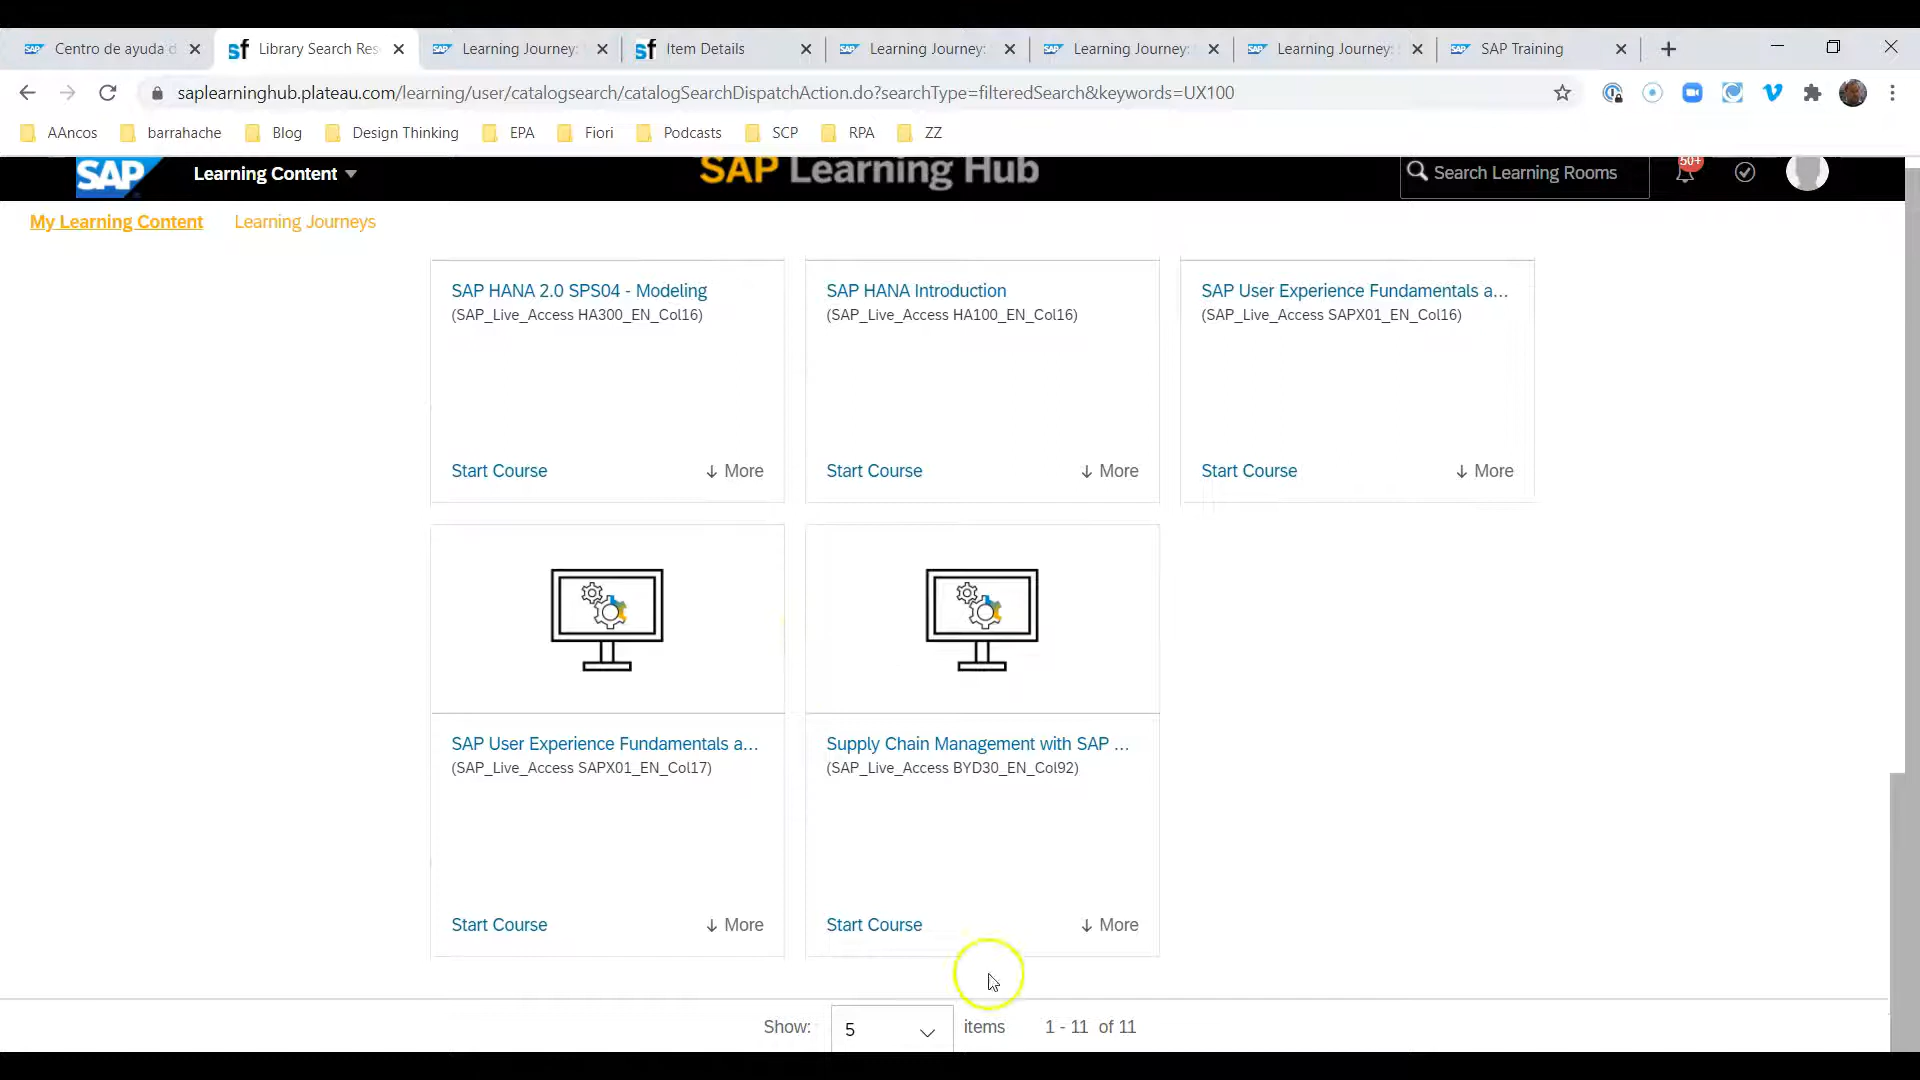 Centro de ayuda d
Library Search Res
Learning Journey:
Item Details
Learning Journey:
Learning Journey:
Learning Journey:
SAP Training
saplearninghub.plateau.com/learning/user/catalogsearch/catalogSearchDispatchAction.do?searchType=filteredSearch&keywords=UX100
AAncos
barrahache
Blog
Design Thinking
EPA
Fiori
Podcasts
SCP
RPA
ZZ
SAP
Learning Content
SAP Learning Hub
Search Learning Rooms
50+
My Learning Content
Learning Journeys
SAP HANA 2.0 SPS04 - Modeling
(SAP_Live_Access HA300_EN_Col16)
Start Course
More
SAP HANA Introduction
(SAP_Live_Access HA100_EN_Col16)
Start Course
More
SAP User Experience Fundamentals a...
(SAP_Live_Access SAPX01_EN_Col16)
Start Course
More
SAP User Experience Fundamentals a...
(SAP_Live_Access SAPX01_EN_Col17)
Start Course
More
Supply Chain Management with SAP ...
(SAP_Live_Access BYD30_EN_Col92)
Start Course
More
Show: 5 items 1 - 11 of 11